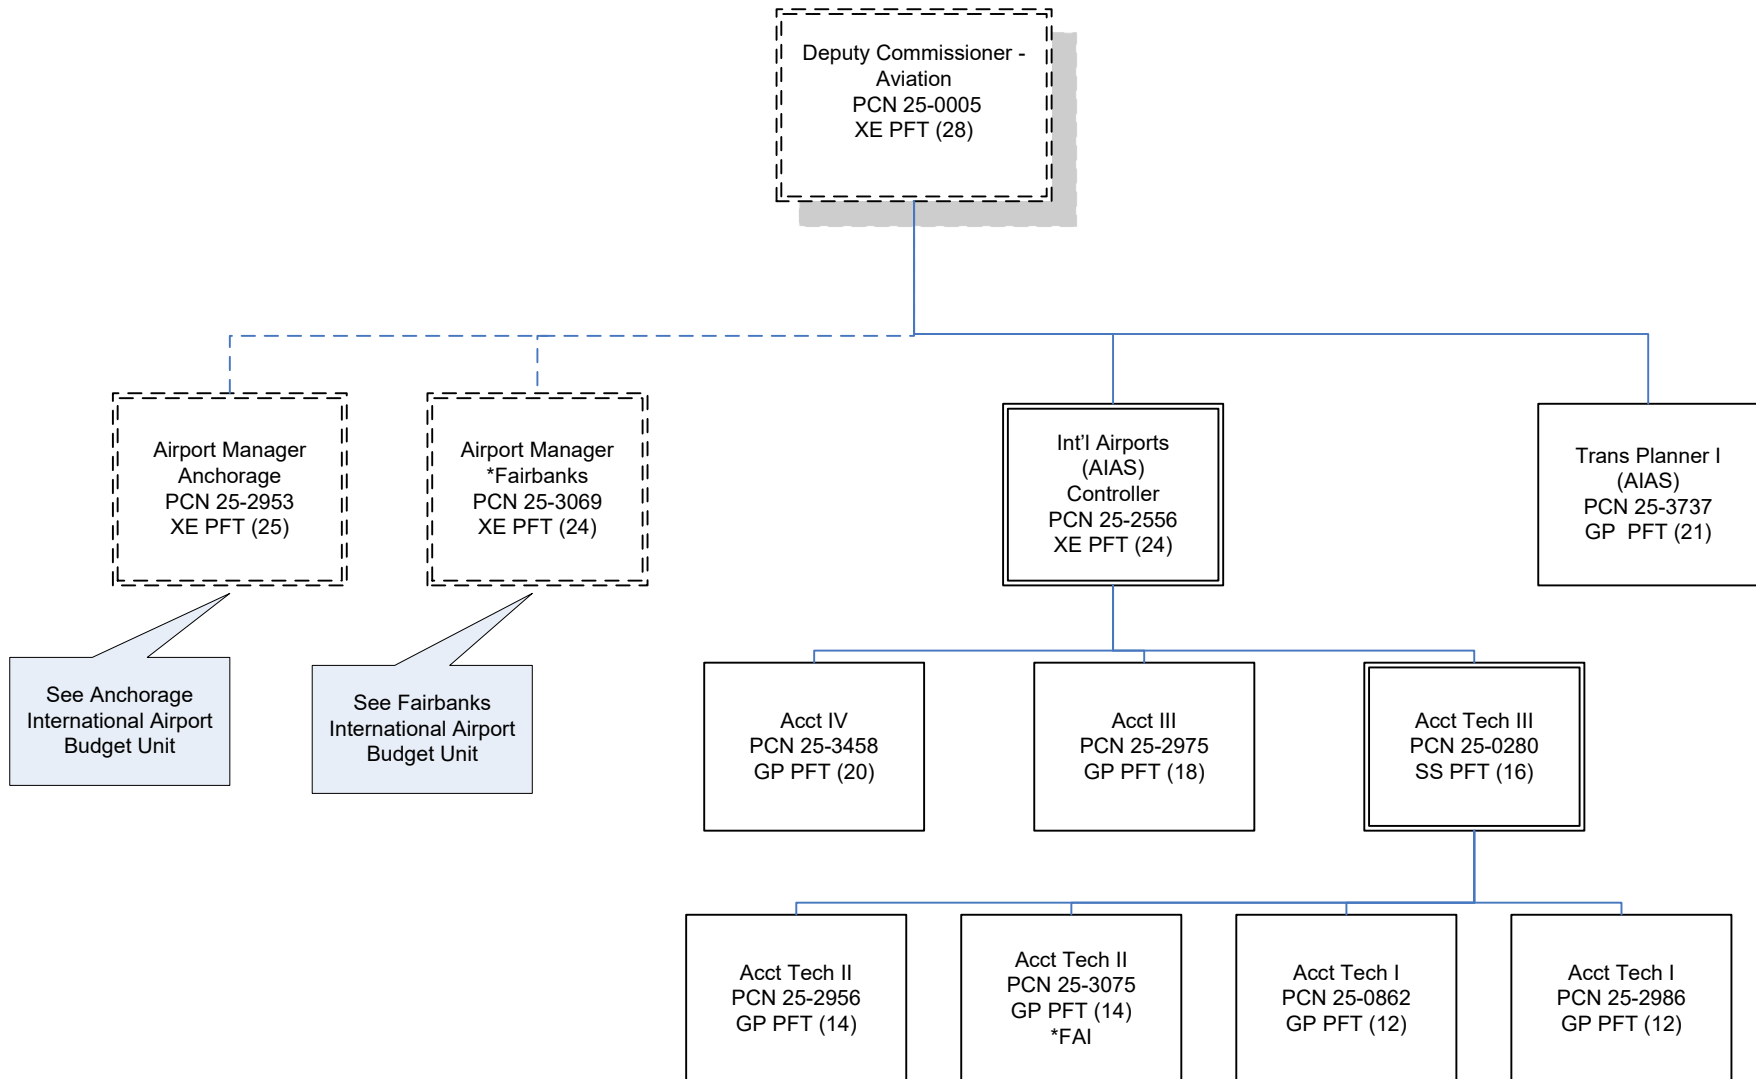 Deputy Commissioner -
Aviation
PCN 25-0005
XE PFT (28)
Airport Manager
Anchorage
PCN 25-2953
XE PFT (25)
Airport Manager
*Fairbanks
PCN 25-3069
XE PFT (24)
Int'l Airports
(AIAS)
Controller
PCN 25-2556
XE PFT (24)
Trans Planner I
(AIAS)
PCN 25-3737
GP  PFT (21)
See Anchorage
International Airport
Budget Unit
See Fairbanks
International Airport
Budget Unit
Acct IV
PCN 25-3458
GP PFT (20)
Acct III
PCN 25-2975
GP PFT (18)
Acct Tech III
PCN 25-0280
SS PFT (16)
Acct Tech II
PCN 25-2956
GP PFT (14)
Acct Tech II
PCN 25-3075
GP PFT (14)
*FAI
Acct Tech I
PCN 25-0862
GP PFT (12)
Acct Tech I
PCN 25-2986
GP PFT (12)